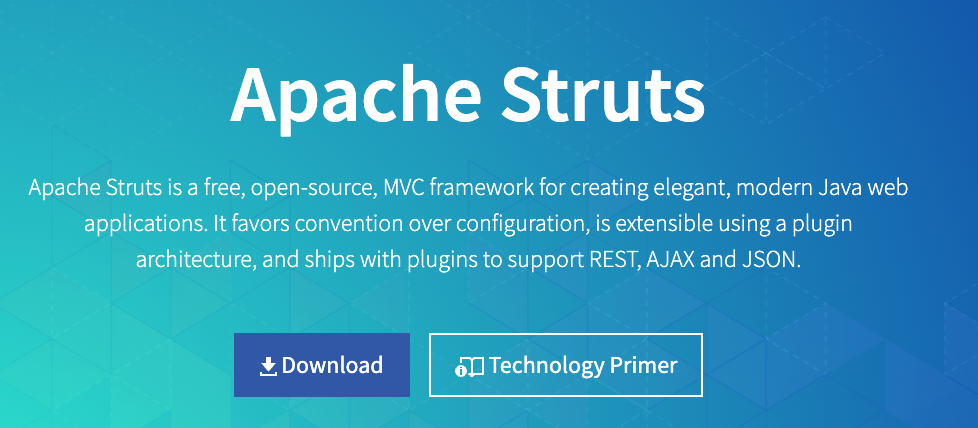 Apache Struts
Apache Struts is a free, open-source, MVC framework for creating elegant, modern Java web
applications. It favors convention over configuration, is extensible using a plugin
architecture, and ships with plugins to support REST, AJAX and JSON.
Download
Technology Primer